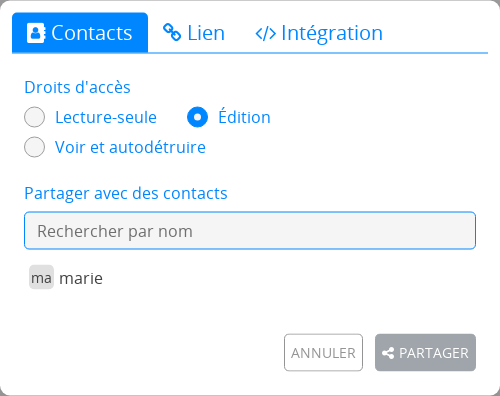 Contacts Lien Intégration
Droits d'accès
Lecture-seule Édition
Voir et autodétruire
Partager avec des contacts
Rechercher par nom
ma marie
ANNULER PARTAGER